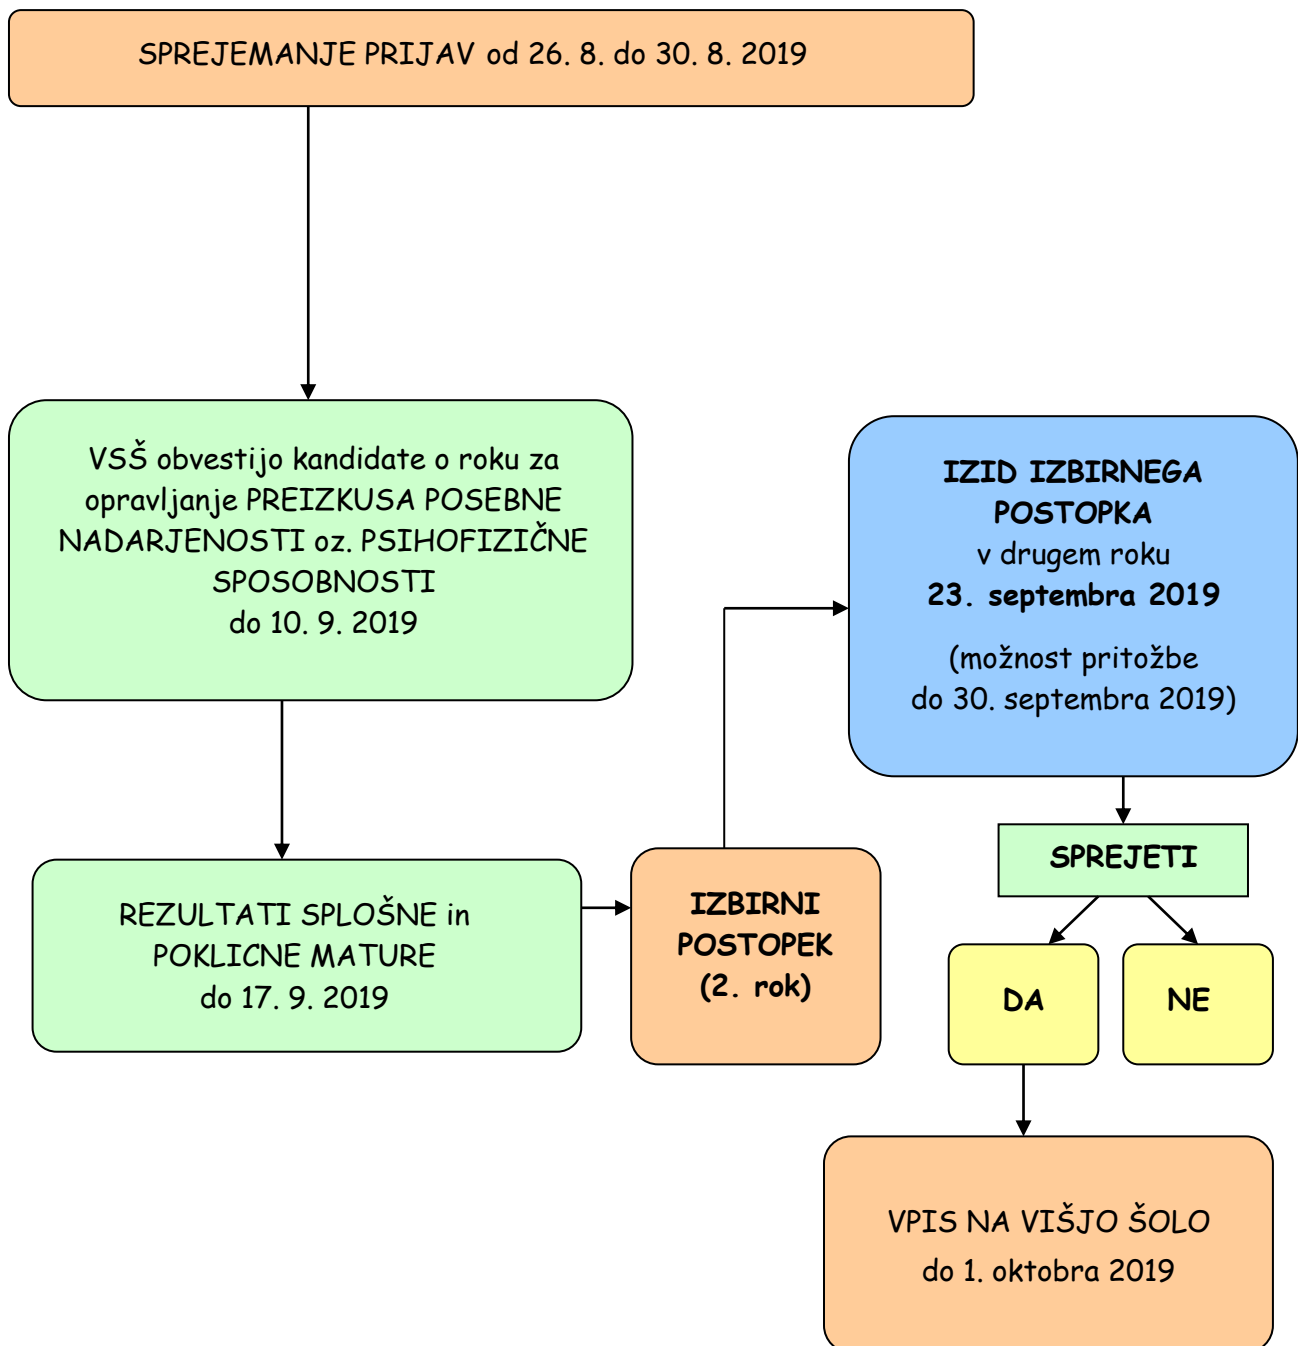 SPREJEMANJE PRIJAV od 26. 8. do 30. 8. 2019
VSŠ obvestijo kandidate o roku za
opravljanje PREIZKUSA POSEBNE
NADARJENOSTI oz. PSIHOFIZIČNE
SPOSOBNOSTI
do 10. 9. 2019
REZULTATI SPLOŠNE in
POKLICNE MATURE
do 17. 9. 2019
IZBIRNI
POSTOPEK
(2. rok)
IZID IZBIRNEGA
POSTOPKA
v drugem roku
23. septembra 2019
(možnost pritožbe
do 30. septembra 2019)
SPREJETI
DA
NE
VPIS NA VIŠJO ŠOLO
do 1. oktobra 2019